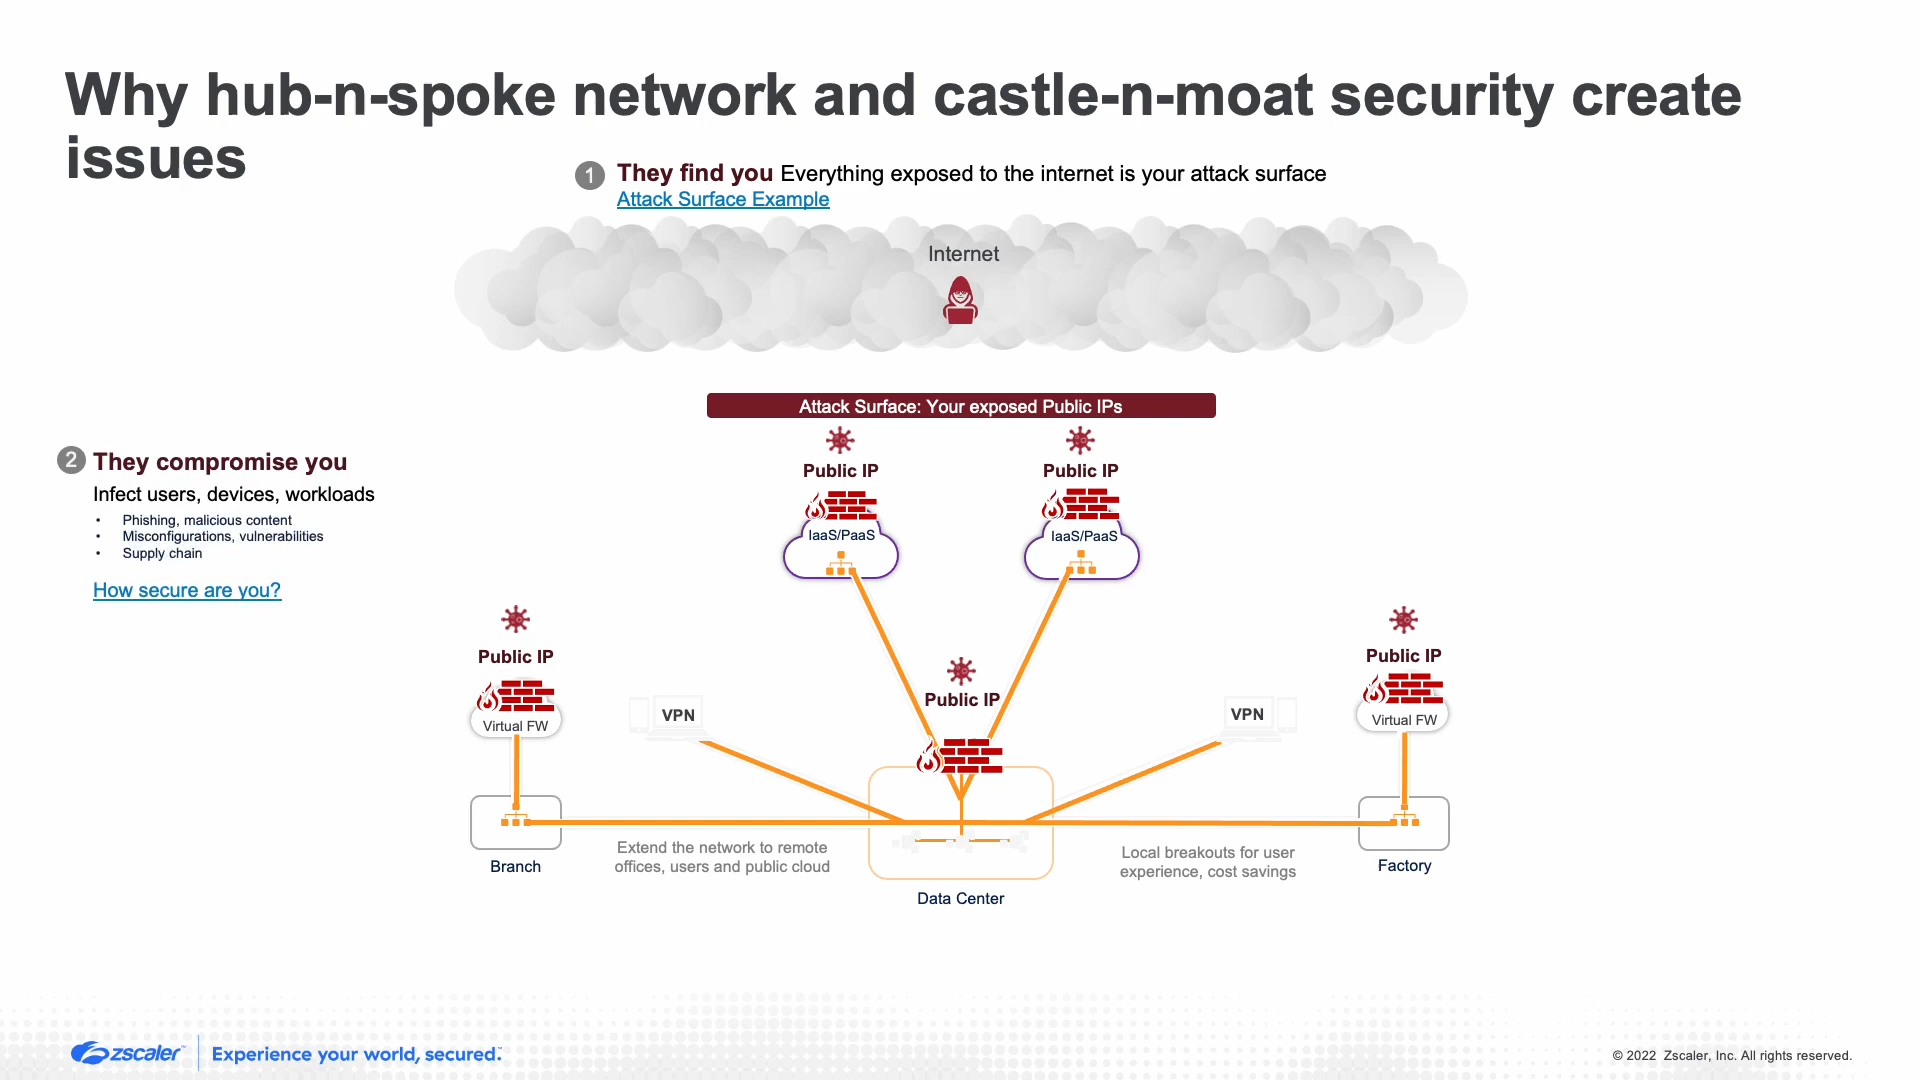 Why hub-n-spoke network and castle-n-moat security create
issues
1 They find you Everything exposed to the internet is your attack surface
Attack Surface Example
Internet
Attack Surface: Your exposed Public IPs
2 They compromise you
Infect users, devices, workloads
• Phishing, malicious content
• Misconfigurations, vulnerabilities
• Supply chain
How secure are you?
Public IP
Public IP
IaaS/PaaS
IaaS/PaaS
Public IP
Virtual FW
VPN
Public IP
VPN
Public IP
Virtual FW
Branch
Extend the network to remote
offices, users and public cloud
Data Center
Local breakouts for user
experience, cost savings
Factory
zscaler™ Experience your world, secured.™
© 2022 Zscaler, Inc. All rights reserved.